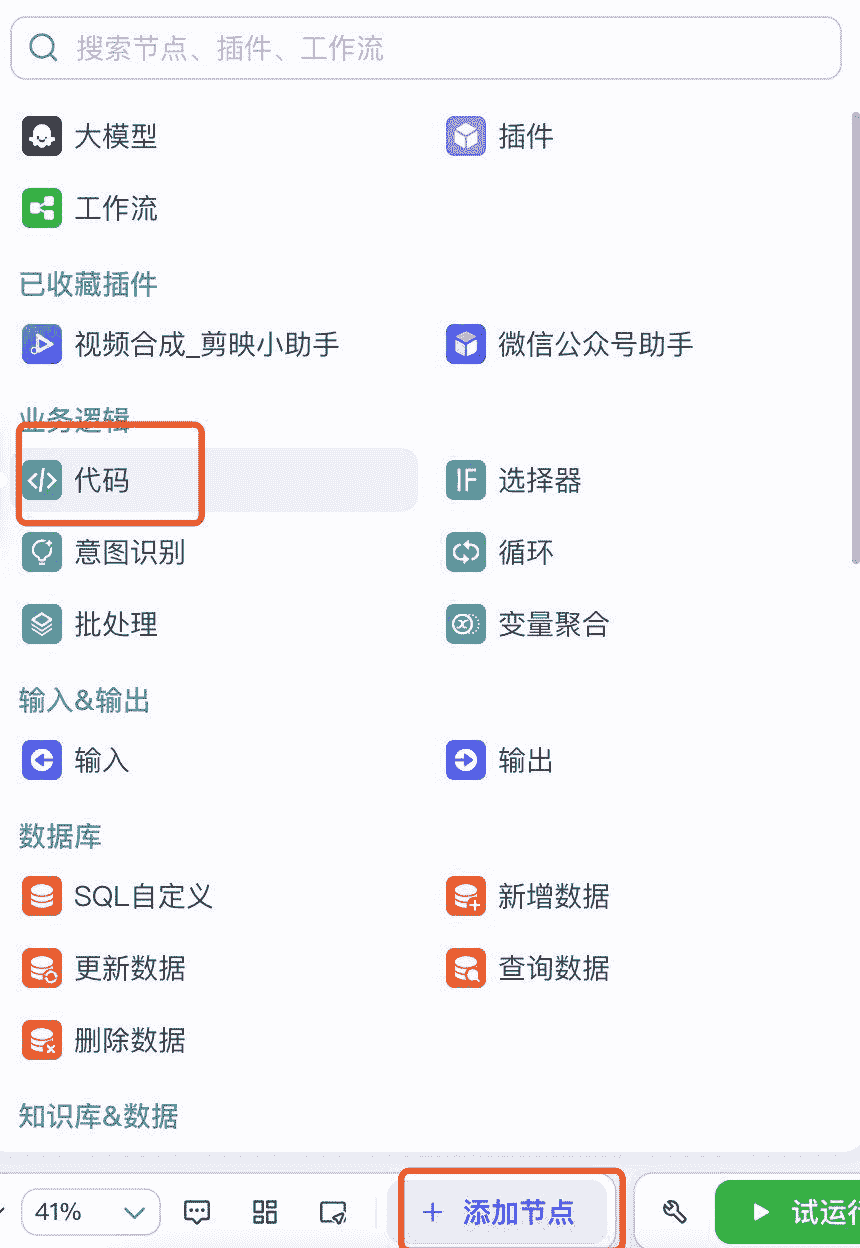 搜索节点、插件、工作流
大模型
插件
工作流
已收藏插件
视频合成_剪映小助手
微信公众号助手
业务逻辑
</> 代码
IF 选择器
意图识别
循环
批处理
变量聚合
输入&输出
输入
输出
数据库
SQL自定义
新增数据
更新数据
查询数据
删除数据
知识库&数据
41%
+ 添加节点
试运行